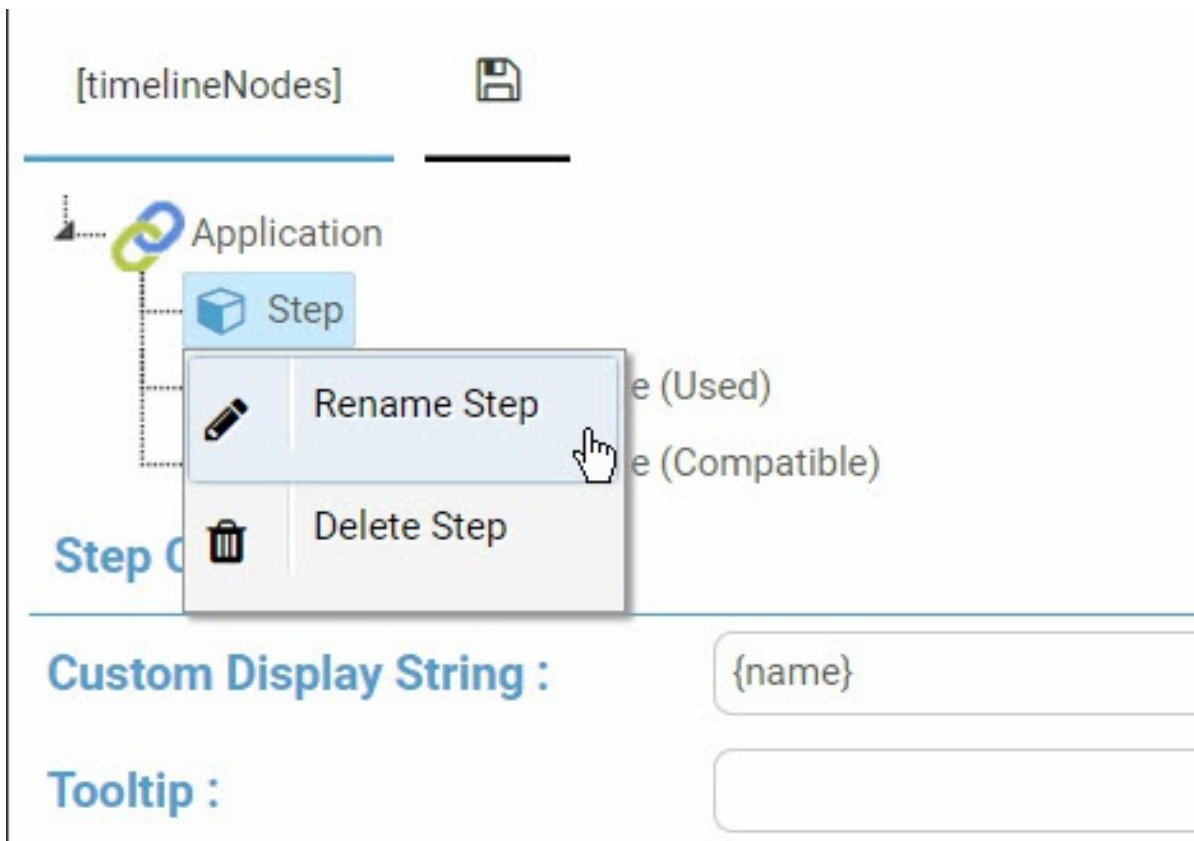 [timelineNodes]
Application
Step
Rename Step
e (Used)
e (Compatible)
Delete Step
Step
Custom Display String :
{name}
Tooltip :